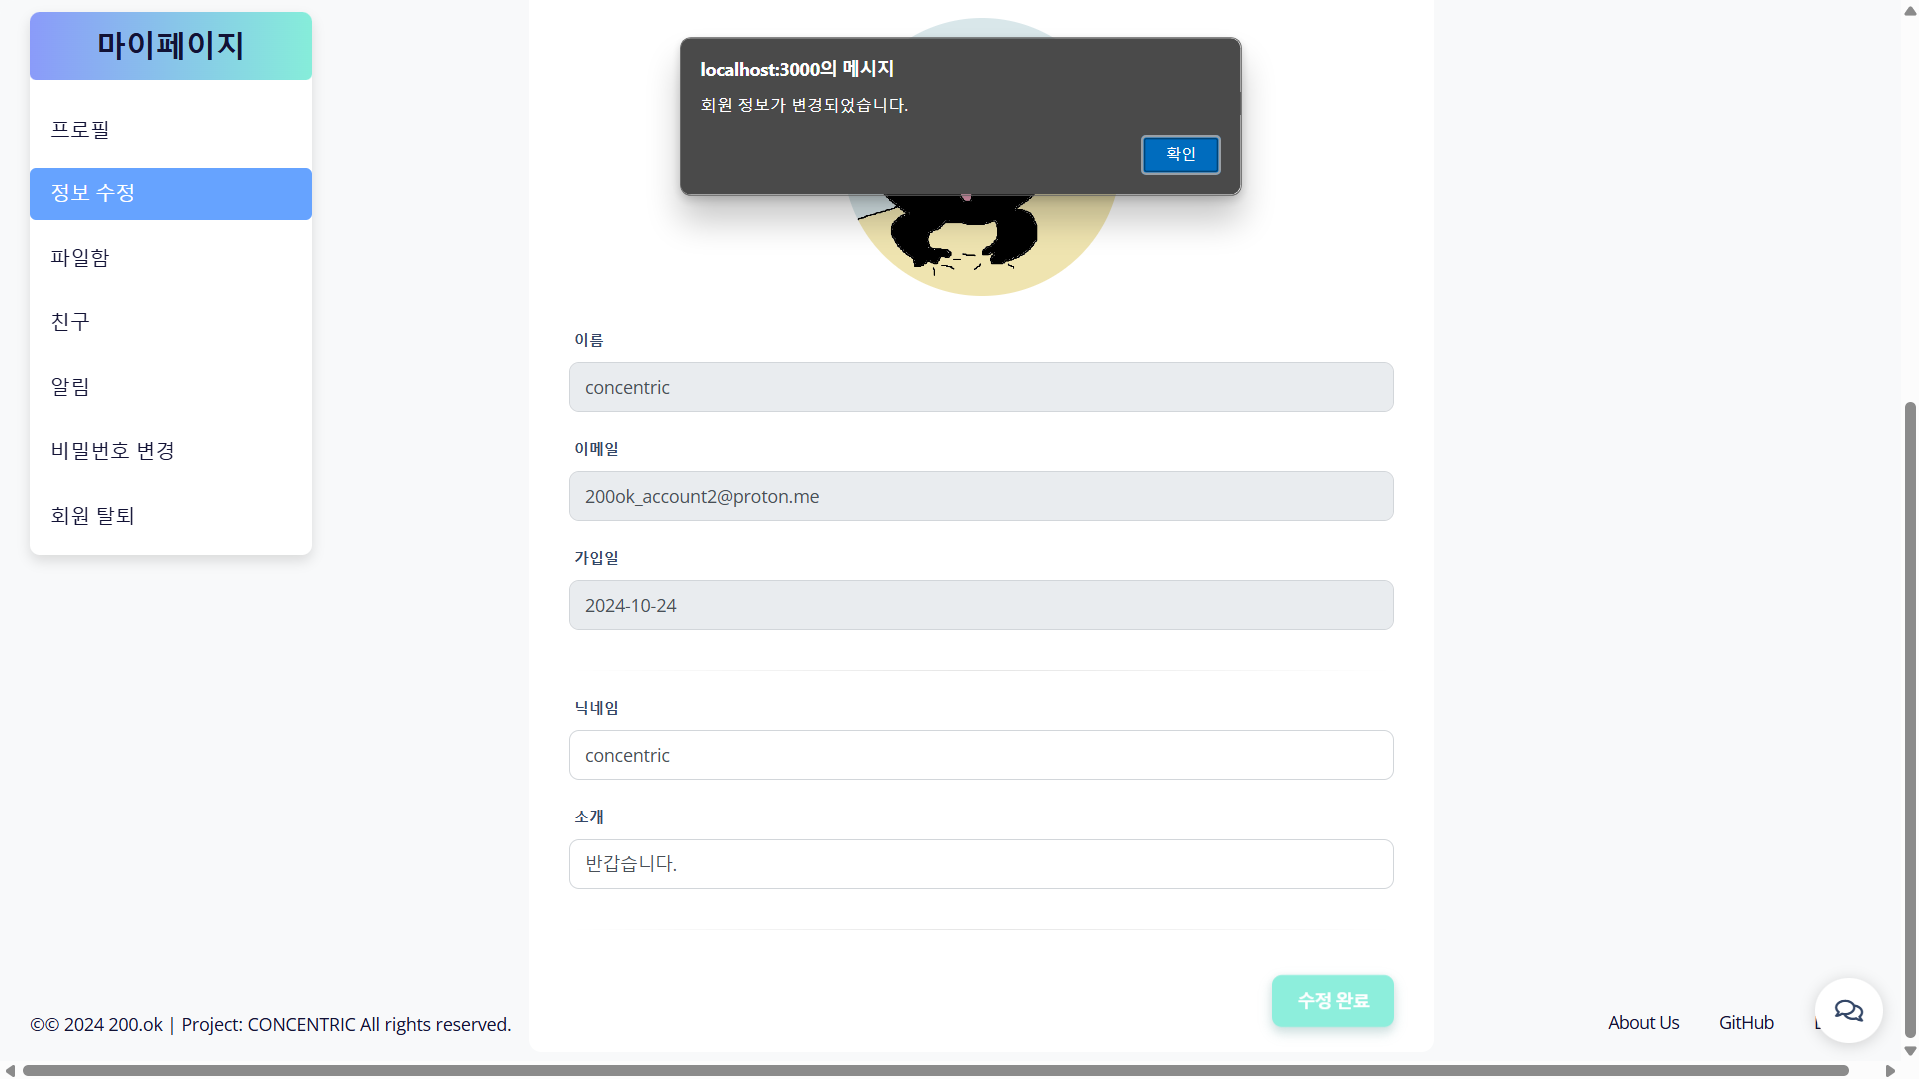 마이페이지
프로필
정보 수정
파일함
친구
알림
비밀번호 변경
회원 탈퇴
localhost:3000의 메시지
회원 정보가 변경되었습니다.
확인
이름
concentric
이메일
200ok_account2@proton.me
가입일
2024-10-24
닉네임
concentric
소개
반갑습니다.
수정 완료
©© 2024 200.ok | Project: CONCENTRIC All rights reserved.
About Us
GitHub